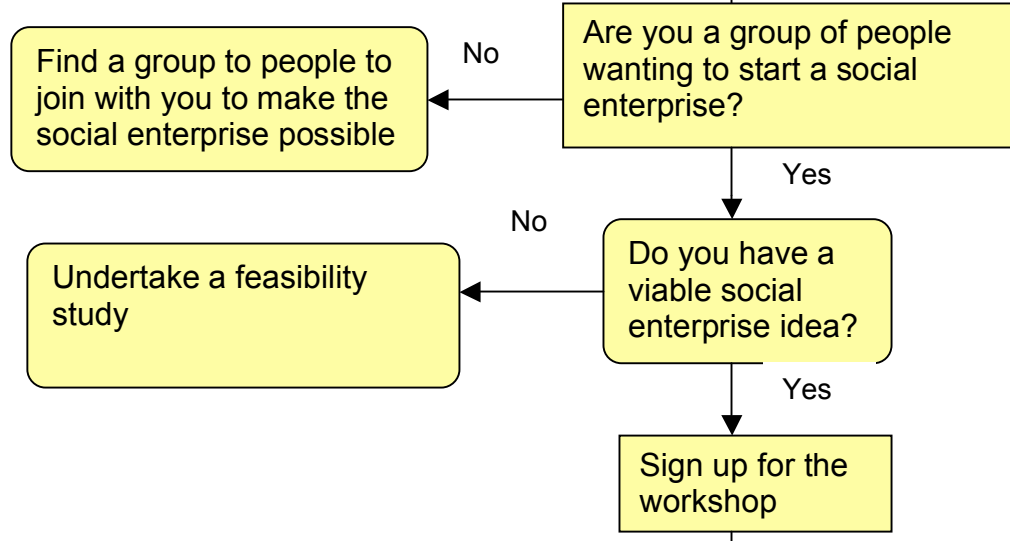 Are you a group of people
wanting to start a social
enterprise?
No
Find a group to people to
join with you to make the
social enterprise possible
Yes
Do you have a
viable social
enterprise idea?
No
Undertake a feasibility
study
Yes
Sign up for the
workshop